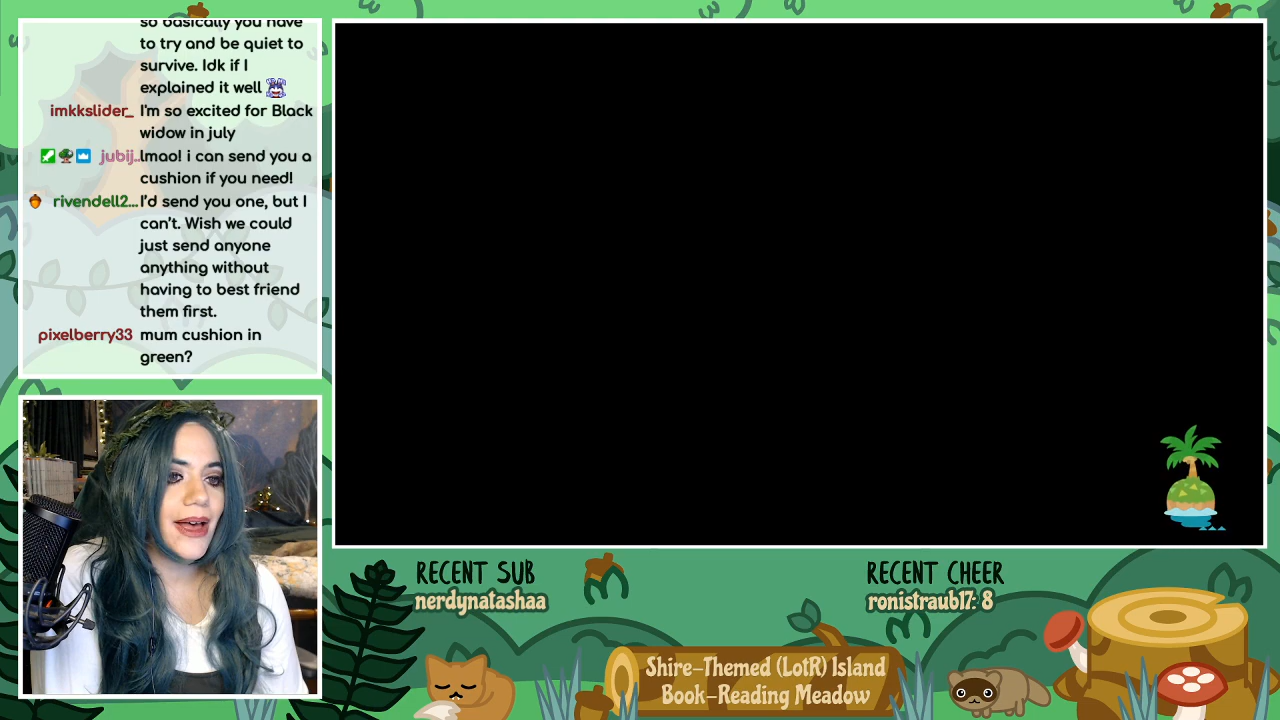 so basically you have
to try and be quiet to
survive. Idk if I
explained it well
imkkslider_ I'm so excited for Black
widow in july
jubij.. lmao! i can send you a
cushion if you need!
rivendell2... I'd send you one, but I
can't. Wish we could
just send anyone
anything without
having to best friend
them first.
pixelberry33 mum cushion in
green?
RECENT SUB
nerdynatashaa
RECENT CHEER
ronistraub17: 8
Shire-Themed (LotR) Island
Book-Reading Meadow